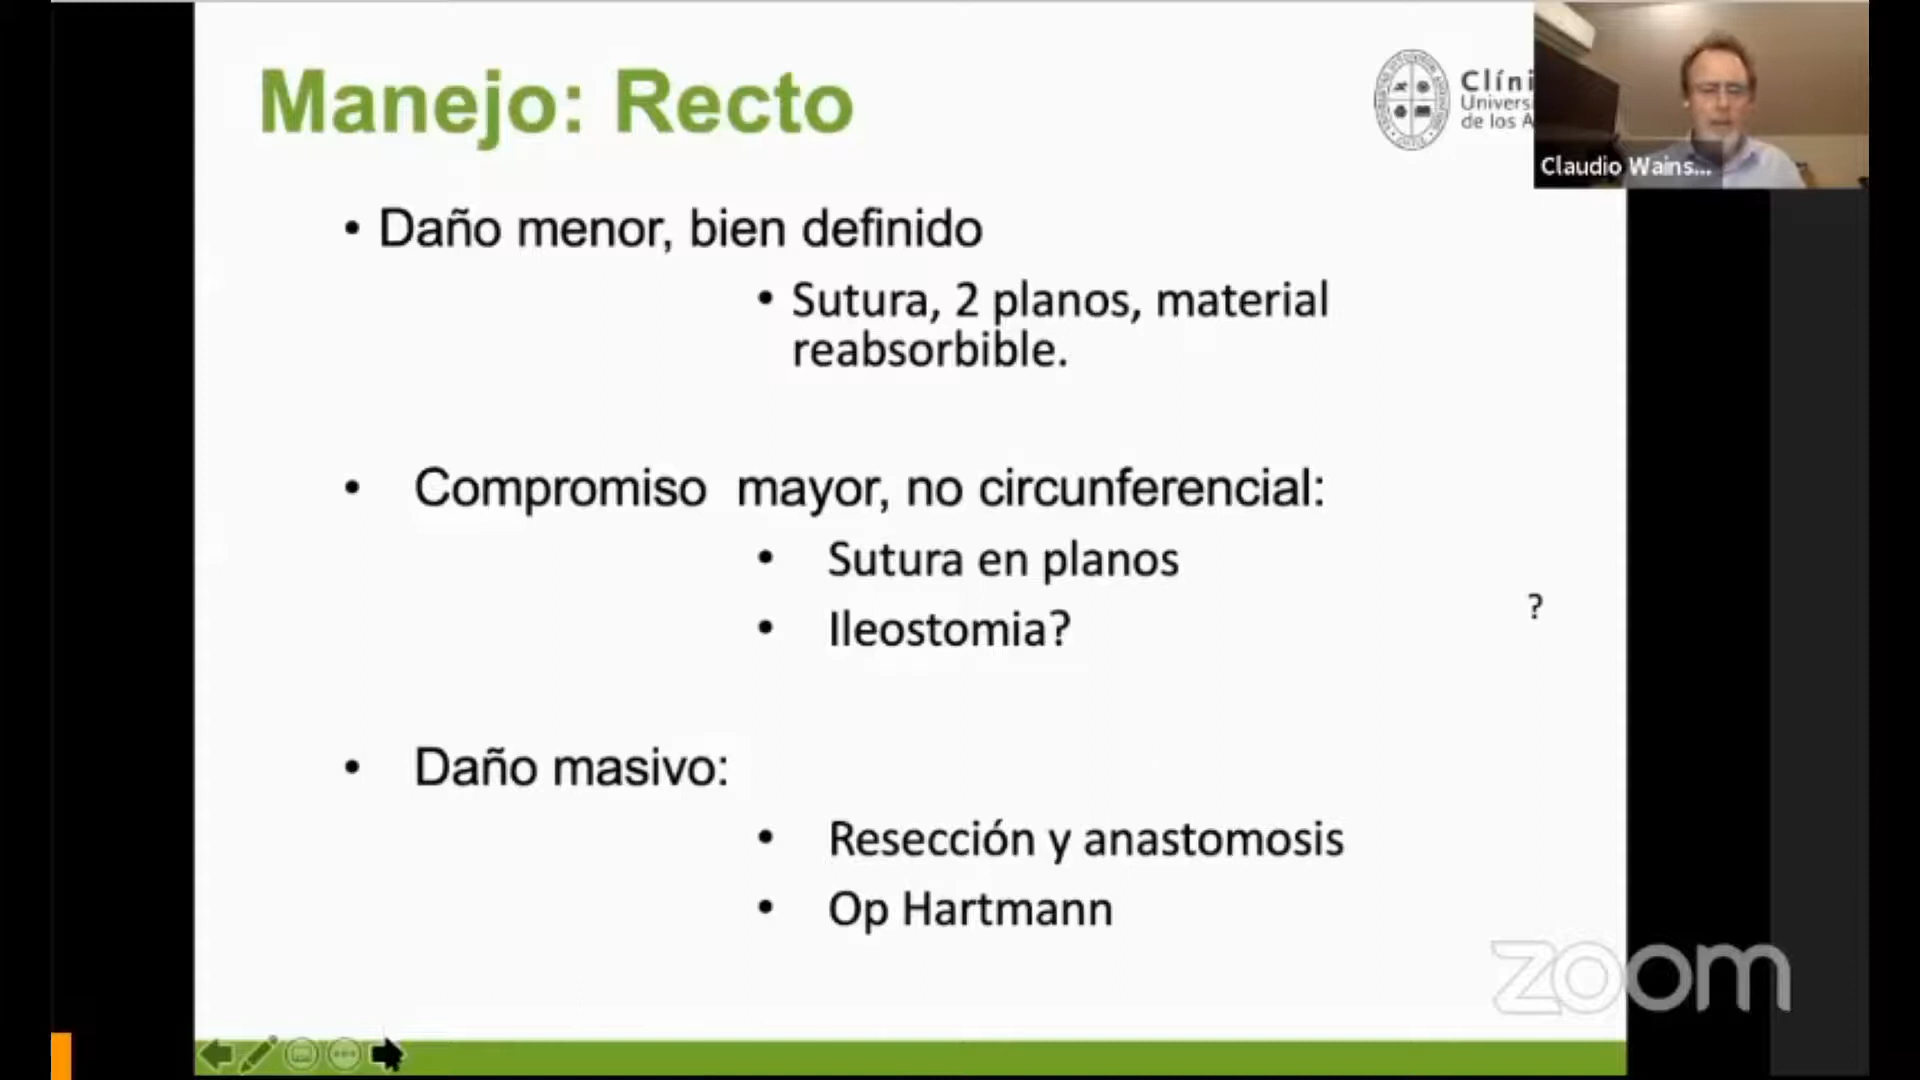 Manejo: Recto
Clíni
Univers
de los A
Claudio Wains...
• Daño menor, bien definido
• Sutura, 2 planos, material
reabsorbible.
• Compromiso mayor, no circunferencial:
• Sutura en planos
• Ileostomia?
?
• Daño masivo:
• Resección y anastomosis
• Op Hartmann
zoom